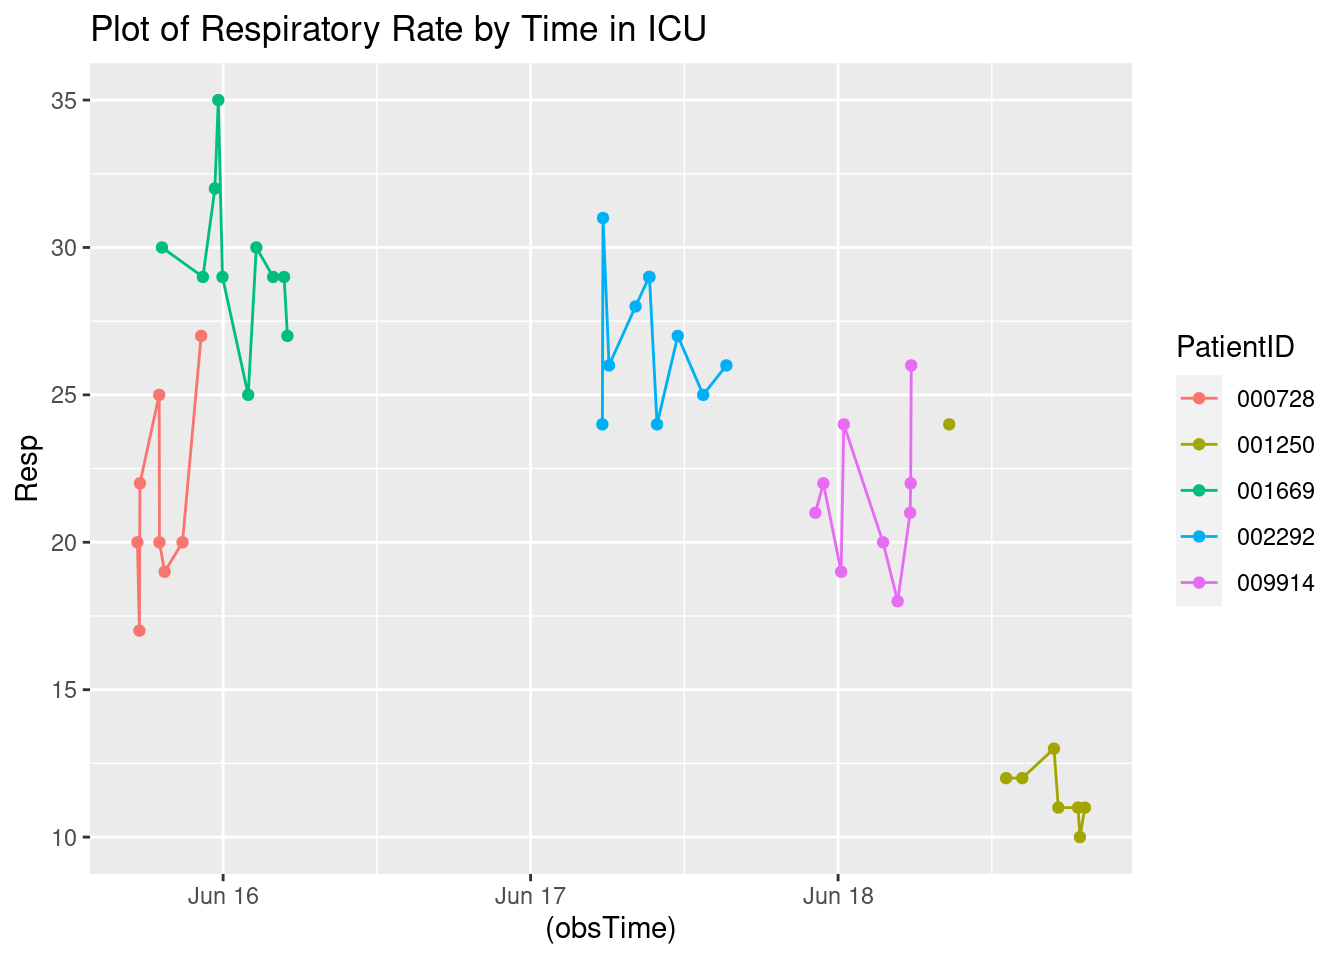 Plot of Respiratory Rate by Time in ICU
35
30
25
20
15
10
Resp
Jun 16
Jun 17
Jun 18
(obsTime)
PatientID
000728
001250
001669
002292
009914